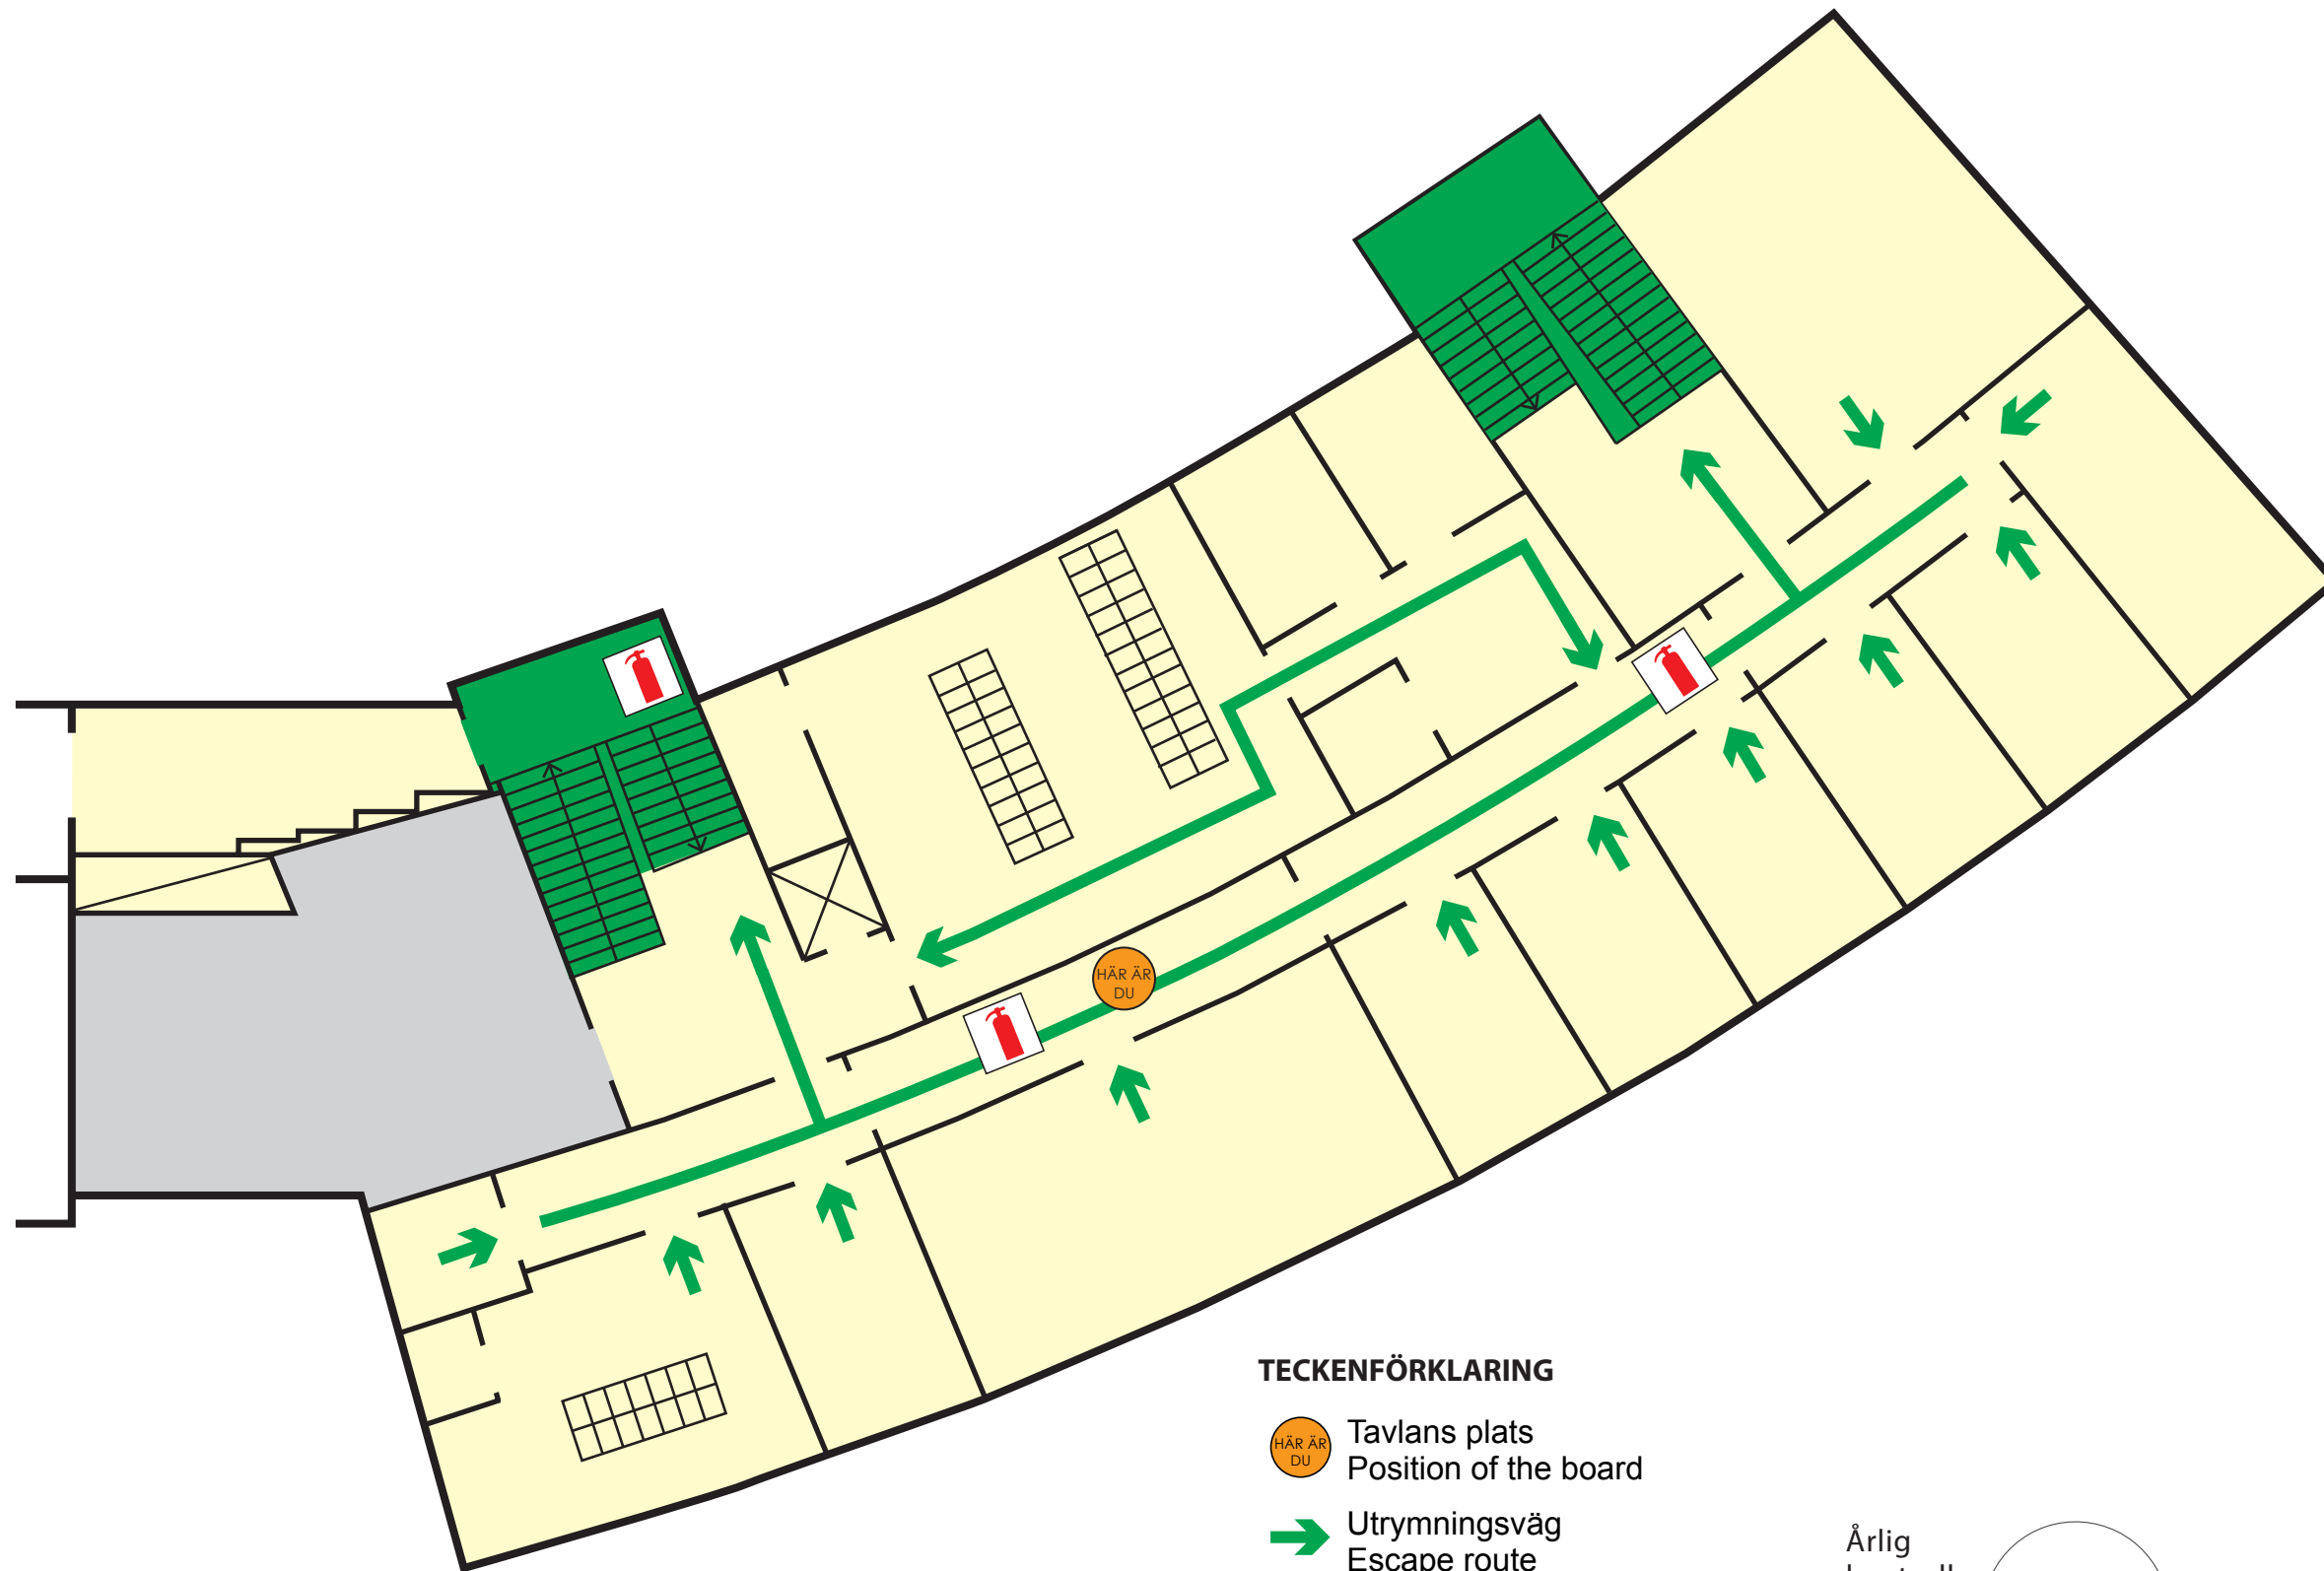 HÄR ÄR
DU
TECKENFÖRKLARING
HÄR ÄR
DU
Tavlans plats
Position of the board
Utrymningsväg
Escape route
Årlig